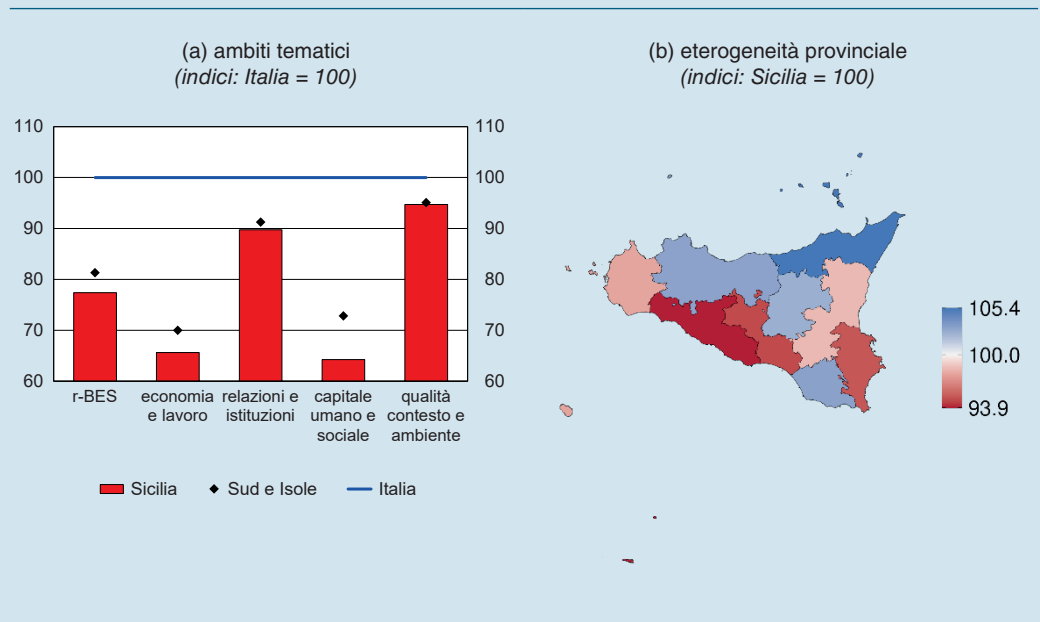 (a) ambiti tematici
(indici: Italia = 100)
110
100
90
80
70
60
110
100
90
80
70
60
r-BES
economia
e lavoro
relazioni e
istituzioni
capitale
umano e
sociale
qualità
contesto e
ambiente
Sicilia
Sud e Isole
Italia
(b) eterogeneità provinciale
(indici: Sicilia = 100)
105.4
100.0
93.9